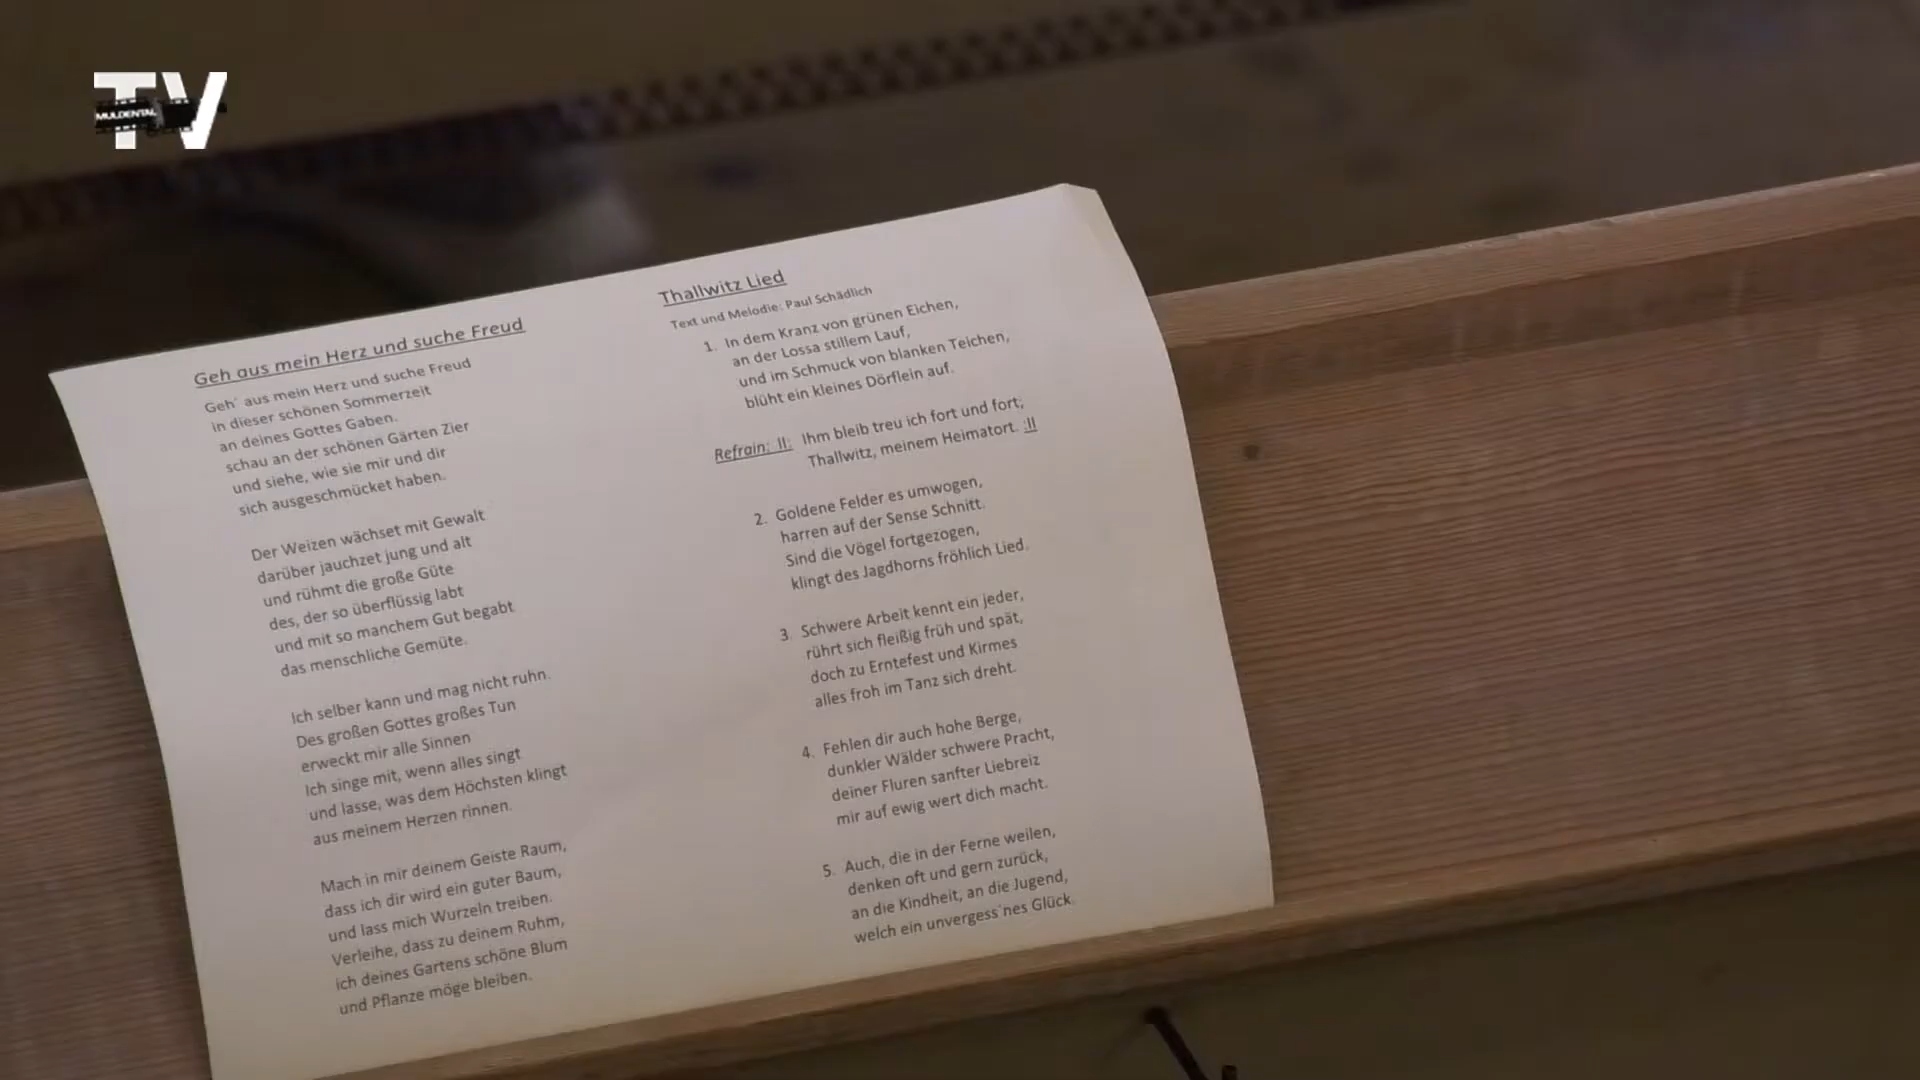 TV
MULDENTAL
Geh aus mein Herz und suche Freud
Geh´ aus mein Herz und suche Freud
in dieser schönen Sommerzeit
an deines Gottes Gaben.
schau an der schönen Gärten Zier
und siehe, wie sie mir und dir
sich ausgeschmücket haben.
Der Weizen wächset mit Gewalt
darüber jauchzet jung und alt
und rühmt die große Güte
des, der so überflüssig labt
und mit so manchem Gut begabt
das menschliche Gemüte.
Ich selber kann und mag nicht ruhn.
Des großen Gottes großes Tun
erweckt mir alle Sinnen
Ich singe mit, wenn alles singt
und lasse, was dem Höchsten klingt
aus meinem Herzen rinnen.
Mach in mir deinem Geiste Raum,
dass ich dir wird ein guter Baum,
und lass mich Wurzeln treiben.
Verleihe, dass zu deinem Ruhm,
ich deines Gartens schöne Blum
und Pflanze möge bleiben.
Thallwitz Lied
Text und Melodie: Paul Schädlich
1. In dem Kranz von grünen Eichen,
an der Lossa stillem Lauf,
und im Schmuck von blanken Teichen,
blüht ein kleines Dörflein auf.
Refrain: II: Ihm bleib treu ich fort und fort;
Thallwitz, meinem Heimatort. :II
2. Goldene Felder es umwogen,
harren auf der Sense Schnitt.
Sind die Vögel fortgezogen,
klingt des Jagdhorns fröhlich Lied.
3. Schwere Arbeit kennt ein jeder,
rührt sich fleißig früh und spät,
doch zu Erntefest und Kirmes
alles froh im Tanz sich dreht.
4. Fehlen dir auch hohe Berge,
dunkler Wälder schwere Pracht,
deiner Fluren sanfter Liebreiz
mir auf ewig wert dich macht.
5. Auch, die in der Ferne weilen,
denken oft und gern zurück,
an die Kindheit, an die Jugend,
welch ein unvergess´nes Glück.